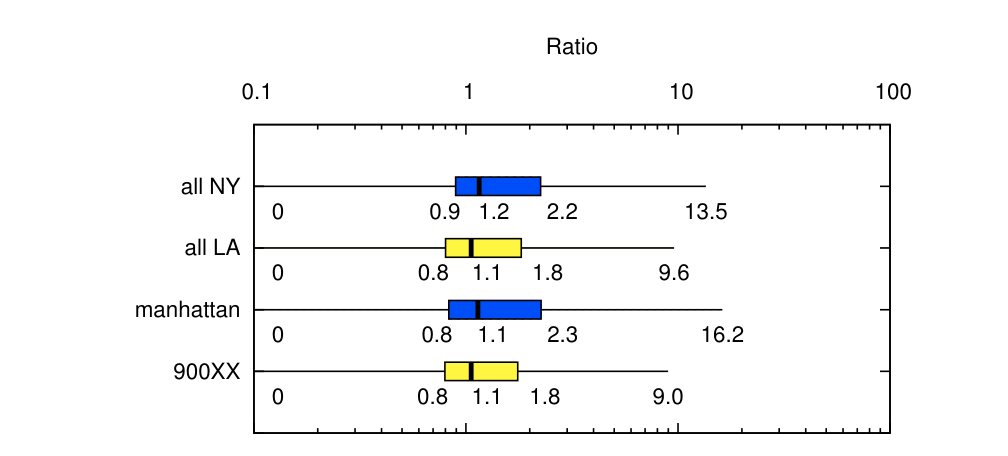 Ratio
0.1 1 10 100
all NY
0 0.9 1.2 2.2 13.5
all LA
0 0.8 1.1 1.8 9.6
manhattan
0 0.8 1.1 2.3 16.2
900XX
0 0.8 1.1 1.8 9.0